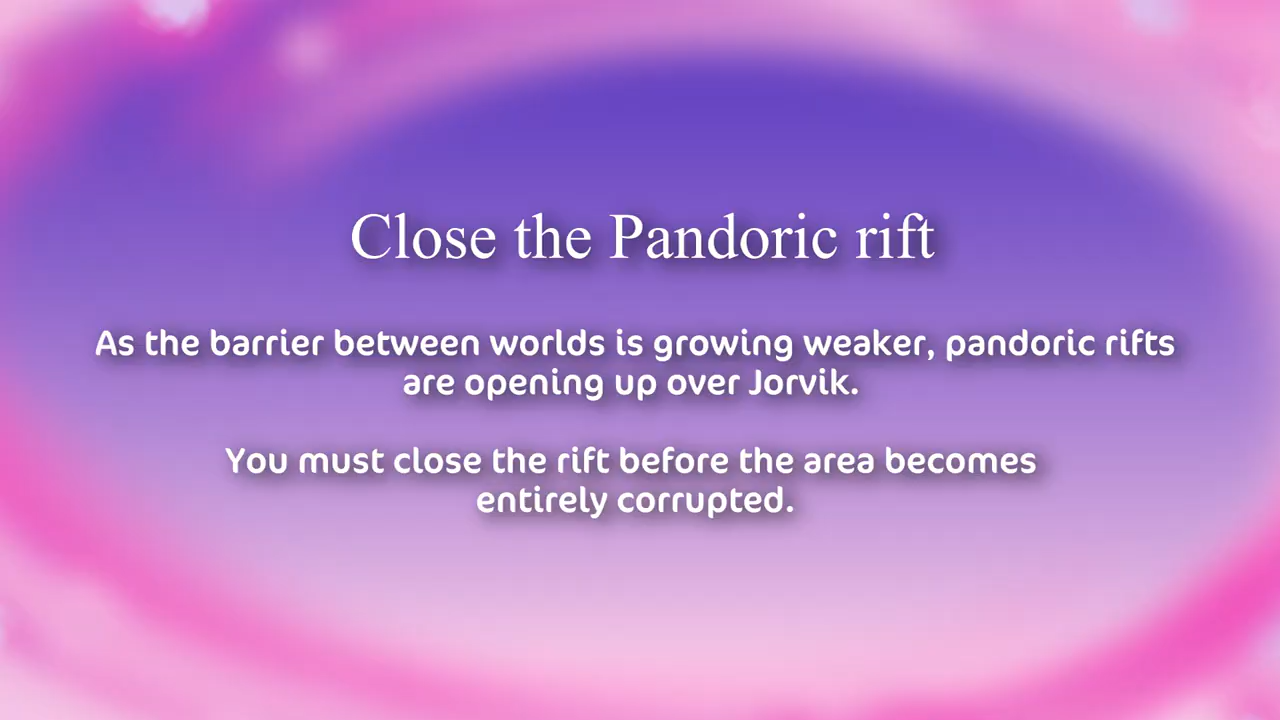 Close the Pandoric rift
As the barrier between worlds is growing weaker, pandoric rifts
are opening up over Jorvik.
You must close the rift before the area becomes
entirely corrupted.